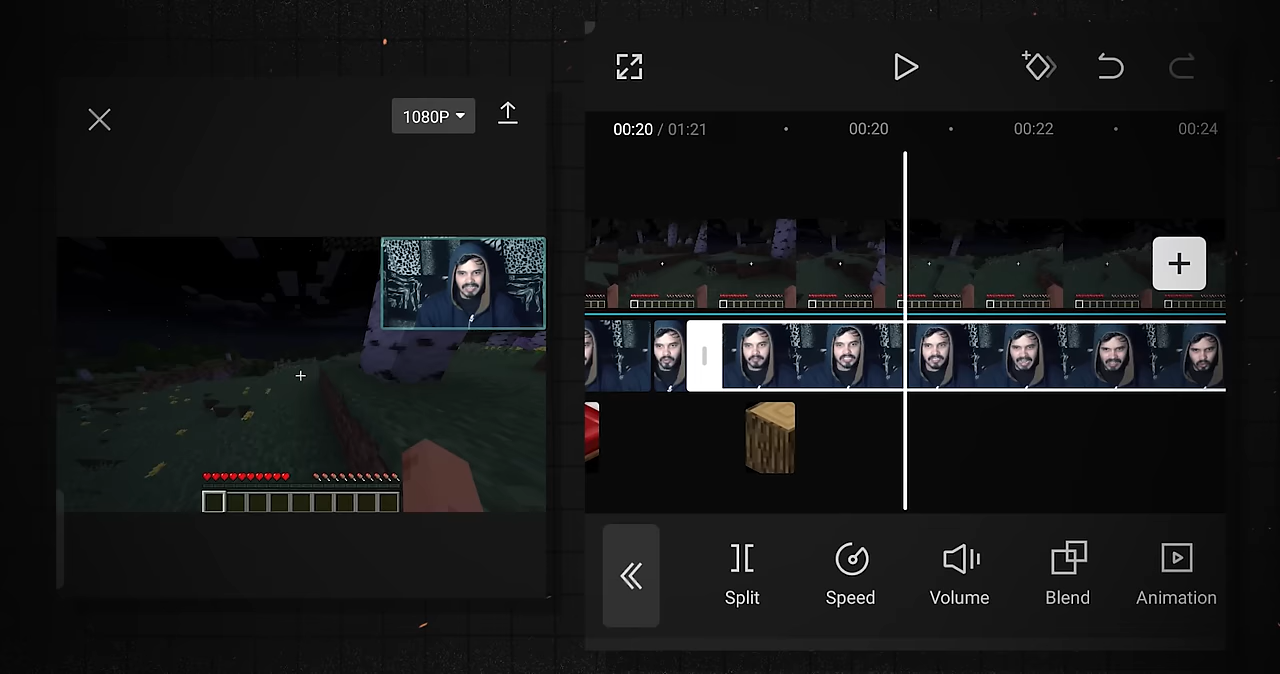 1080P
00:20 / 01:21
00:20
00:22
00:24
Split
Speed
Volume
Blend
Animation